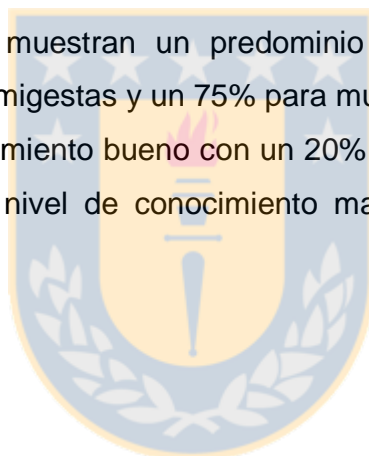 muestran un predominio
migestas y un 75% para mu
miento bueno con un 20%
nivel de conocimiento ma